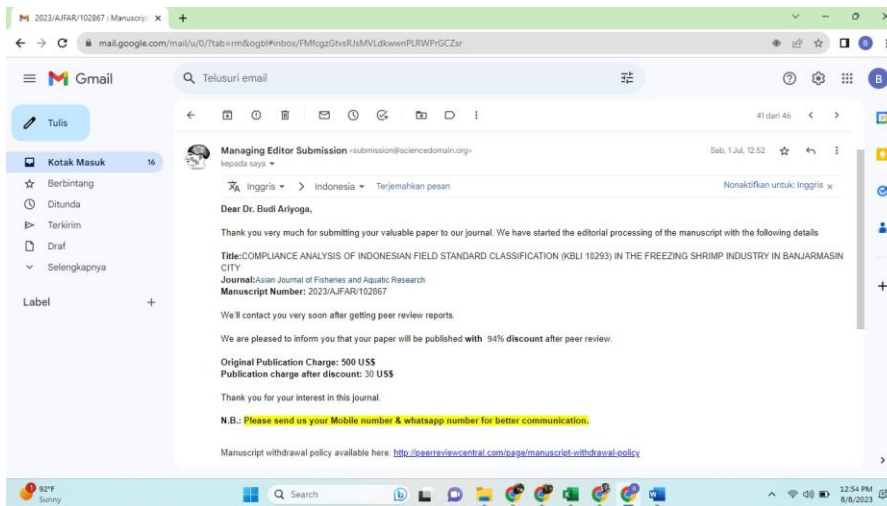 2023/AJFAR/102867 : Manuscrip
mail.google.com/mail/u/0/?tab=rm&ogbl#inbox/FMfcgzGtvsRJsMVLdkwwnPLRWPrGCZsr
Gmail
Telusuri email
B
Tulis
41 dari 46
Kotak Masuk 16
Berbintang
Ditunda
Terkirim
Draf
Selengkapnya
Label
Managing Editor Submission <submission@sciencedomain.org>
Sab, 1 Jul, 12.52
kepada saya
Inggris > Indonesia Terjemahkan pesan
Nonaktifkan untuk: Inggris x
Dear Dr. Budi Ariyoga,
Thank you very much for submitting your valuable paper to our journal. We have started the editorial processing of the manuscript with the following details
Title:COMPLIANCE ANALYSIS OF INDONESIAN FIELD STANDARD CLASSIFICATION (KBLI 10293) IN THE FREEZING SHRIMP INDUSTRY IN BANJARMASIN
CITY
Journal:Asian Journal of Fisheries and Aquatic Research
Manuscript Number: 2023/AJFAR/102867
We'll contact you very soon after getting peer review reports.
We are pleased to inform you that your paper will be published with 94% discount after peer review.
Original Publication Charge: 500 US$
Publication charge after discount: 30 US$
Thank you for your interest in this journal.
N.B.: Please send us your Mobile number & whatsapp number for better communication.
Manuscript withdrawal policy available here: http://peerreviewcentral.com/page/manuscript-withdrawal-policy
92°F
Sunny
Search
12:54 PM
8/8/2023